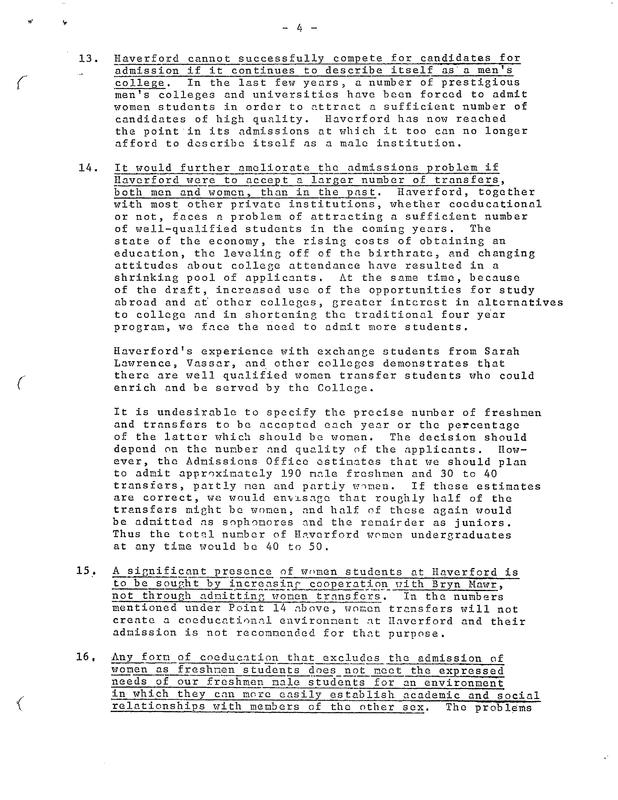 - 4 -
13. Haverford cannot successfully compete for candidates for
admission if it continues to describe itself as a men's
college. In the last few years, a number of prestigious
men's colleges and universities have been forced to admit
women students in order to attract a sufficient number of
candidates of high quality. Haverford has now reached
the point in its admissions at which it too can no longer
afford to describe itself as a male institution.
14. It would further ameliorate the admissions problem if
Haverford were to accept a larger number of transfers,
both men and women, than in the past. Haverford, together
with most other private institutions, whether coeducational
or not, faces a problem of attracting a sufficient number
of well-qualified students in the coming years. The
state of the economy, the rising costs of obtaining an
education, the leveling off of the birthrate, and changing
attitudes about college attendance have resulted in a
shrinking pool of applicants. At the same time, because
of the draft, increased use of the opportunities for study
abroad and at other colleges, greater interest in alternatives
to college and in shortening the traditional four year
program, we face the need to admit more students.
Haverford's experience with exchange students from Sarah
Lawrence, Vassar, and other colleges demonstrates that
there are well qualified women transfer students who could
enrich and be served by the College.
It is undesirable to specify the precise number of freshmen
and transfers to be accepted each year or the percentage
of the latter which should be women. The decision should
depend on the number and quality of the applicants. How-
ever, the Admissions Office estimates that we should plan
to admit approximately 190 male freshmen and 30 to 40
transfers, partly men and partly women. If these estimates
are correct, we would envisage that roughly half of the
transfers might be women, and half of these again would
be admitted as sophomores and the remairder as juniors.
Thus the total number of Haverford women undergraduates
at any time would be 40 to 50.
15. A significant presence of women students at Haverford is
to be sought by increasing cooperation with Bryn Mawr,
not through admitting women transfers. In the numbers
mentioned under Point 14 above, women transfers will not
create a coeducational environment at Haverford and their
admission is not recommended for that purpose.
16. Any form of coeducation that excludes the admission of
women as freshmen students does not meet the expressed
needs of our freshmen male students for an environment
in which they can more easily establish academic and social
relationships with members of the other sex. The problems